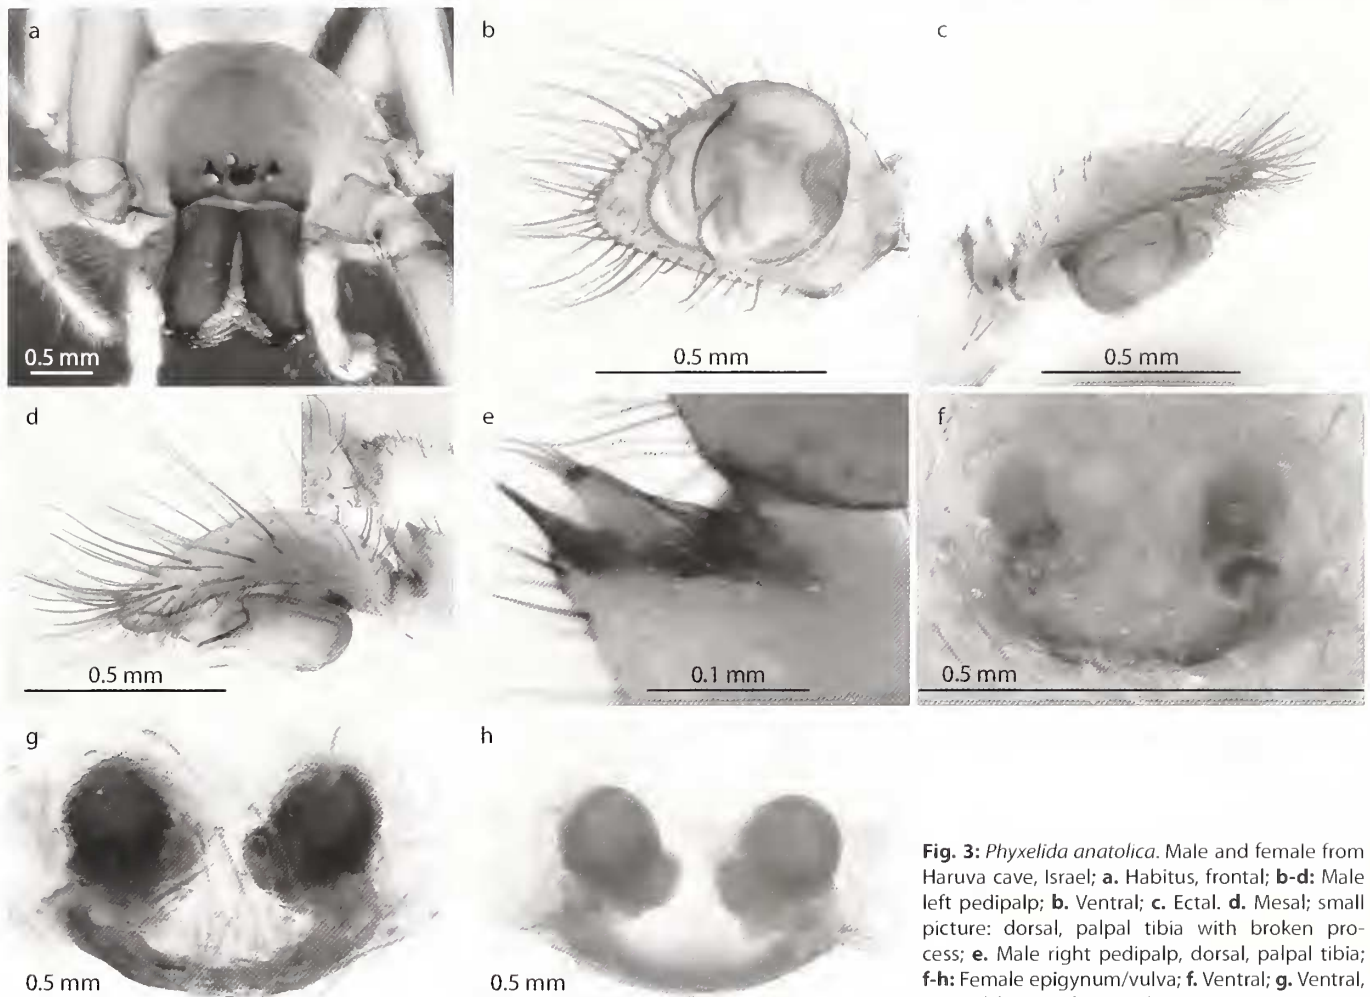 a
b
c
0.5 mm
0.5 mm
0.5 mm
d
e
f
0.5 mm
0.1 mm
0.5 mm
g
h
0.5 mm
0.5 mm
Fig. 3: Phyxelida anatolica. Male and female from
Haruva cave, Israel; a. Habitus, frontal; b-d: Male
left pedipalp; b. Ventral; c. Ectal. d. Mesal; small
picture: dorsal, palpal tibia with broken pro-
cess; e. Male right pedipalp, dorsal, palpal tibia;
f-h: Female epigynum/vulva; f. Ventral; g. Ventral,